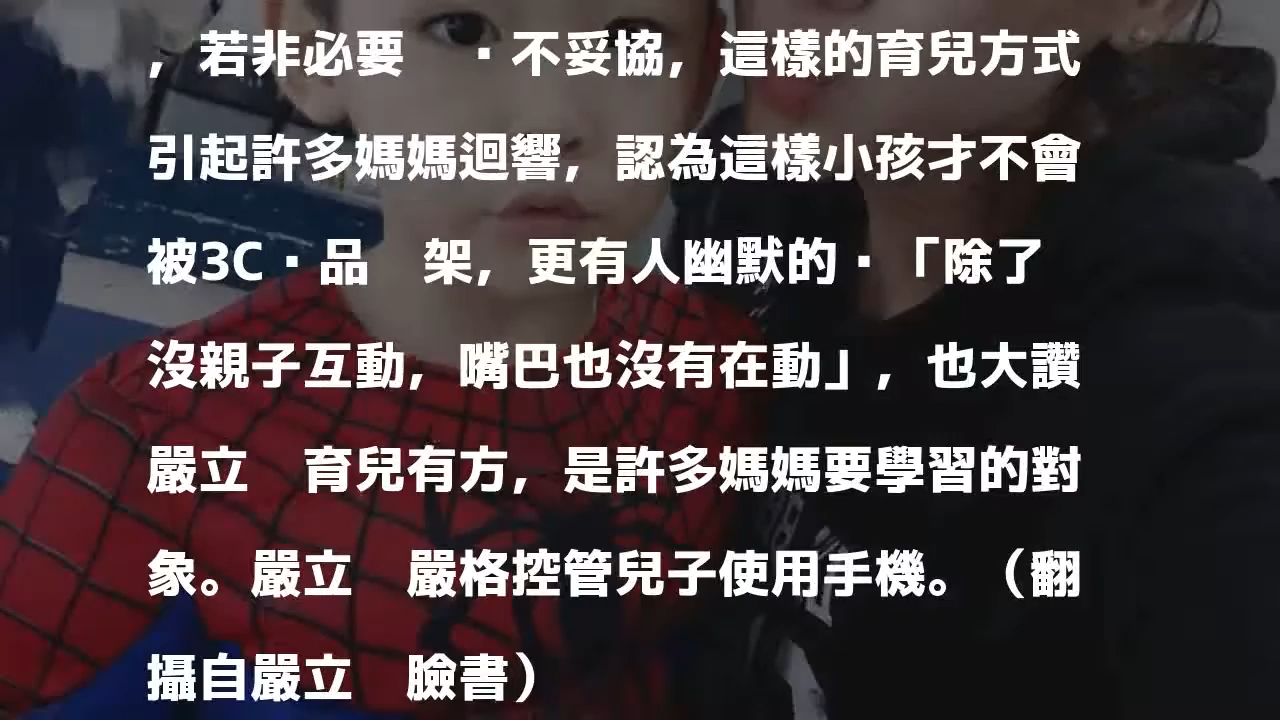 ，若非必要　·不妥協，這樣的育兒方式
引起許多媽媽迴響，認為這樣小孩才不會
被3C·品　架，更有人幽默的·「除了
沒親子互動，嘴巴也沒有在動」，也大讚
嚴立　育兒有方，是許多媽媽要學習的對
象。嚴立　嚴格控管兒子使用手機。（翻
攝自嚴立　臉書）